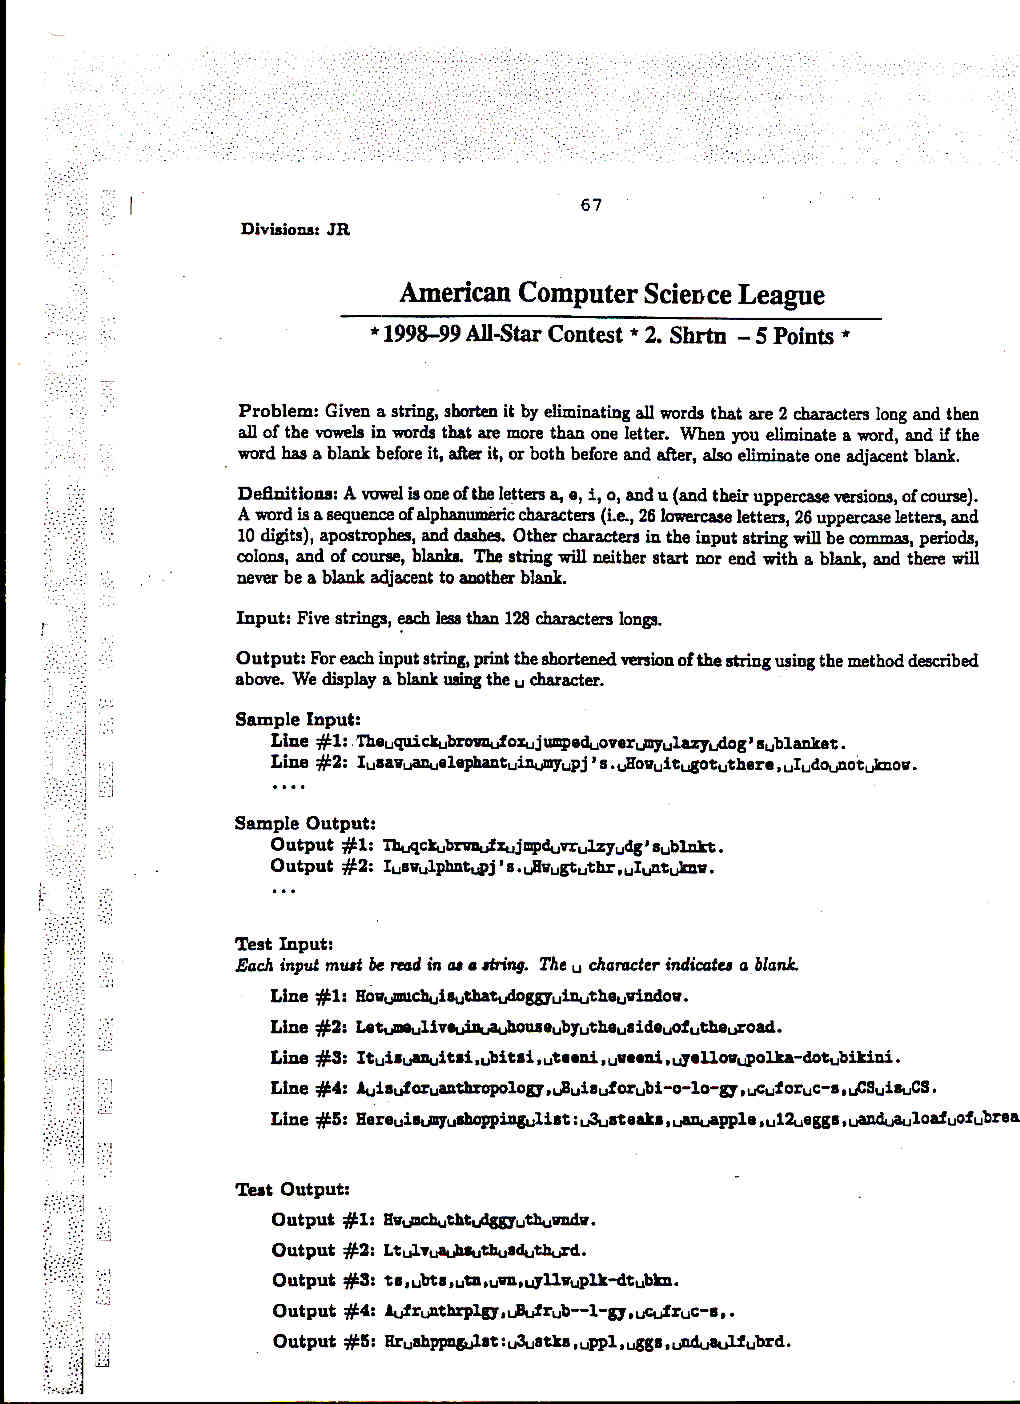 67
Divisions: JR
American Computer Science League
* 1998–99 All-Star Contest * 2. Shrtn – 5 Points *
Problem: Given a string, shorten it by eliminating all words that are 2 characters long and then
all of the vowels in words that are more than one letter. When you eliminate a word, and if the
word has a blank before it, after it, or both before and after, also eliminate one adjacent blank.
Definitions: A vowel is one of the letters a, e, i, o, and u (and their uppercase versions, of course).
A word is a sequence of alphanumeric characters (i.e., 26 lowercase letters, 26 uppercase letters, and
10 digits), apostrophes, and dashes. Other characters in the input string will be commas, periods,
colons, and of course, blanks. The string will neither start nor end with a blank, and there will
never be a blank adjacent to another blank.
Input: Five strings, each less than 128 characters longs.
Output: For each input string, print the shortened version of the string using the method described
above. We display a blank using the ␣ character.
Sample Input:
Line #1: The␣quick␣brown␣fox␣jumped␣over␣my␣lazy␣dog's␣blanket.
Line #2: I␣saw␣an␣elephant␣in␣my␣pj's.␣How␣it␣got␣there,␣I␣do␣not␣know.
....
Sample Output:
Output #1: Th␣qck␣brwn␣fx␣jmpd␣vr␣lzy␣dg's␣blnkt.
Output #2: I␣sw␣lphnt␣pj's.␣Hw␣gt␣thr,␣I␣nt␣knw.
...
Test Input:
Each input must be read in as a string. The ␣ character indicates a blank.
Line #1: How␣much␣is␣that␣doggy␣in␣the␣window.
Line #2: Let␣me␣live␣in␣a␣house␣by␣the␣side␣of␣the␣road.
Line #3: It␣is␣an␣itsi,␣bitsi,␣teeni,␣weeni,␣yellow␣polka-dot␣bikini.
Line #4: A␣is␣for␣anthropology,␣B␣is␣for␣bi-o-lo-gy,␣c␣for␣c-s,␣CS␣is␣CS.
Line #5: Here␣is␣my␣shopping␣list:␣3␣steaks,␣an␣apple,␣12␣eggs,␣and␣a␣loaf␣of␣brea
Test Output:
Output #1: Hw␣mch␣tht␣dggy␣th␣wndw.
Output #2: Lt␣lv␣a␣hs␣th␣sd␣th␣rd.
Output #3: ts,␣bts,␣tn,␣wn,␣yllw␣plk-dt␣bkn.
Output #4: A␣fr␣nthrplgy,␣B␣fr␣b--l-gy,␣c␣fr␣c-s,.
Output #5: Hr␣shppng␣lst:␣3␣stks,␣ppl,␣ggs,␣nd␣a␣lf␣brd.